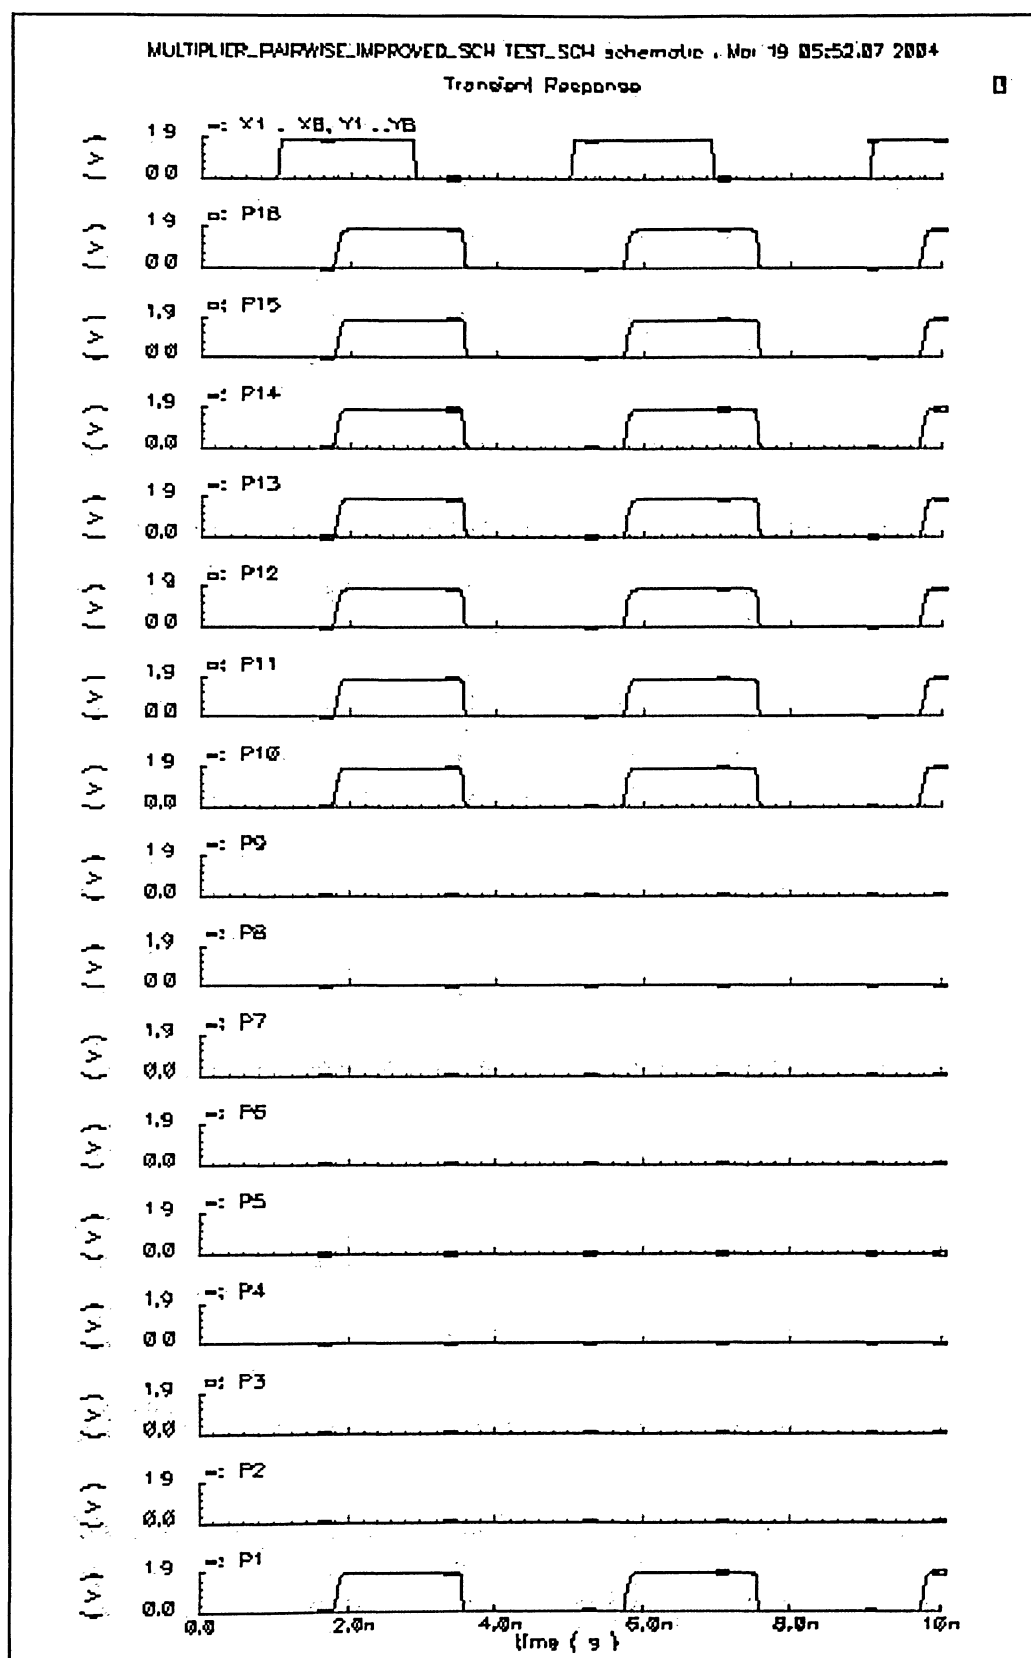 MULTIPLIER_PAIRWISE_IMPROVED_SCH TEST_SCH schematic : Mar 19 05:52:07 2004
Transient Response
X1 .. X8, Y1 .. Y8
(V) 1.9 0.0
P16
(V) 1.9 0.0
P15
(V) 1.9 0.0
P14
(V) 1.9 0.0
P13
(V) 1.9 0.0
P12
(V) 1.9 0.0
P11
(V) 1.9 0.0
P10
(V) 1.9 0.0
P9
(V) 1.9 0.0
P8
(V) 1.9 0.0
P7
(V) 1.9 0.0
P6
(V) 1.9 0.0
P5
(V) 1.9 0.0
P4
(V) 1.9 0.0
P3
(V) 1.9 0.0
P2
(V) 1.9 0.0
P1
(V) 1.9 0.0
0.0 2.0n 4.0n 6.0n 8.0n 10n
time ( s )